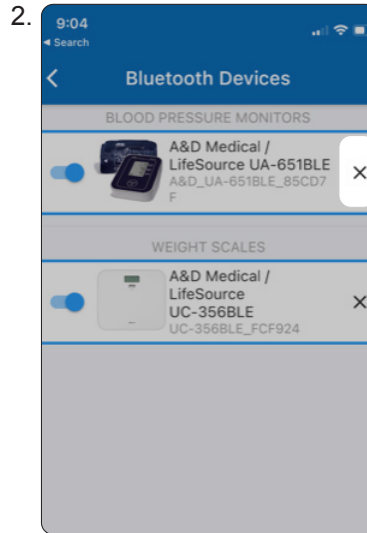 2.
9:04
◀ Search
Bluetooth Devices
BLOOD PRESSURE MONITORS
A&D Medical /
LifeSource UA-651BLE
A&D_UA-651BLE_85CD7
F
WEIGHT SCALES
A&D Medical /
LifeSource
UC-356BLE
UC-356BLE_FCF924